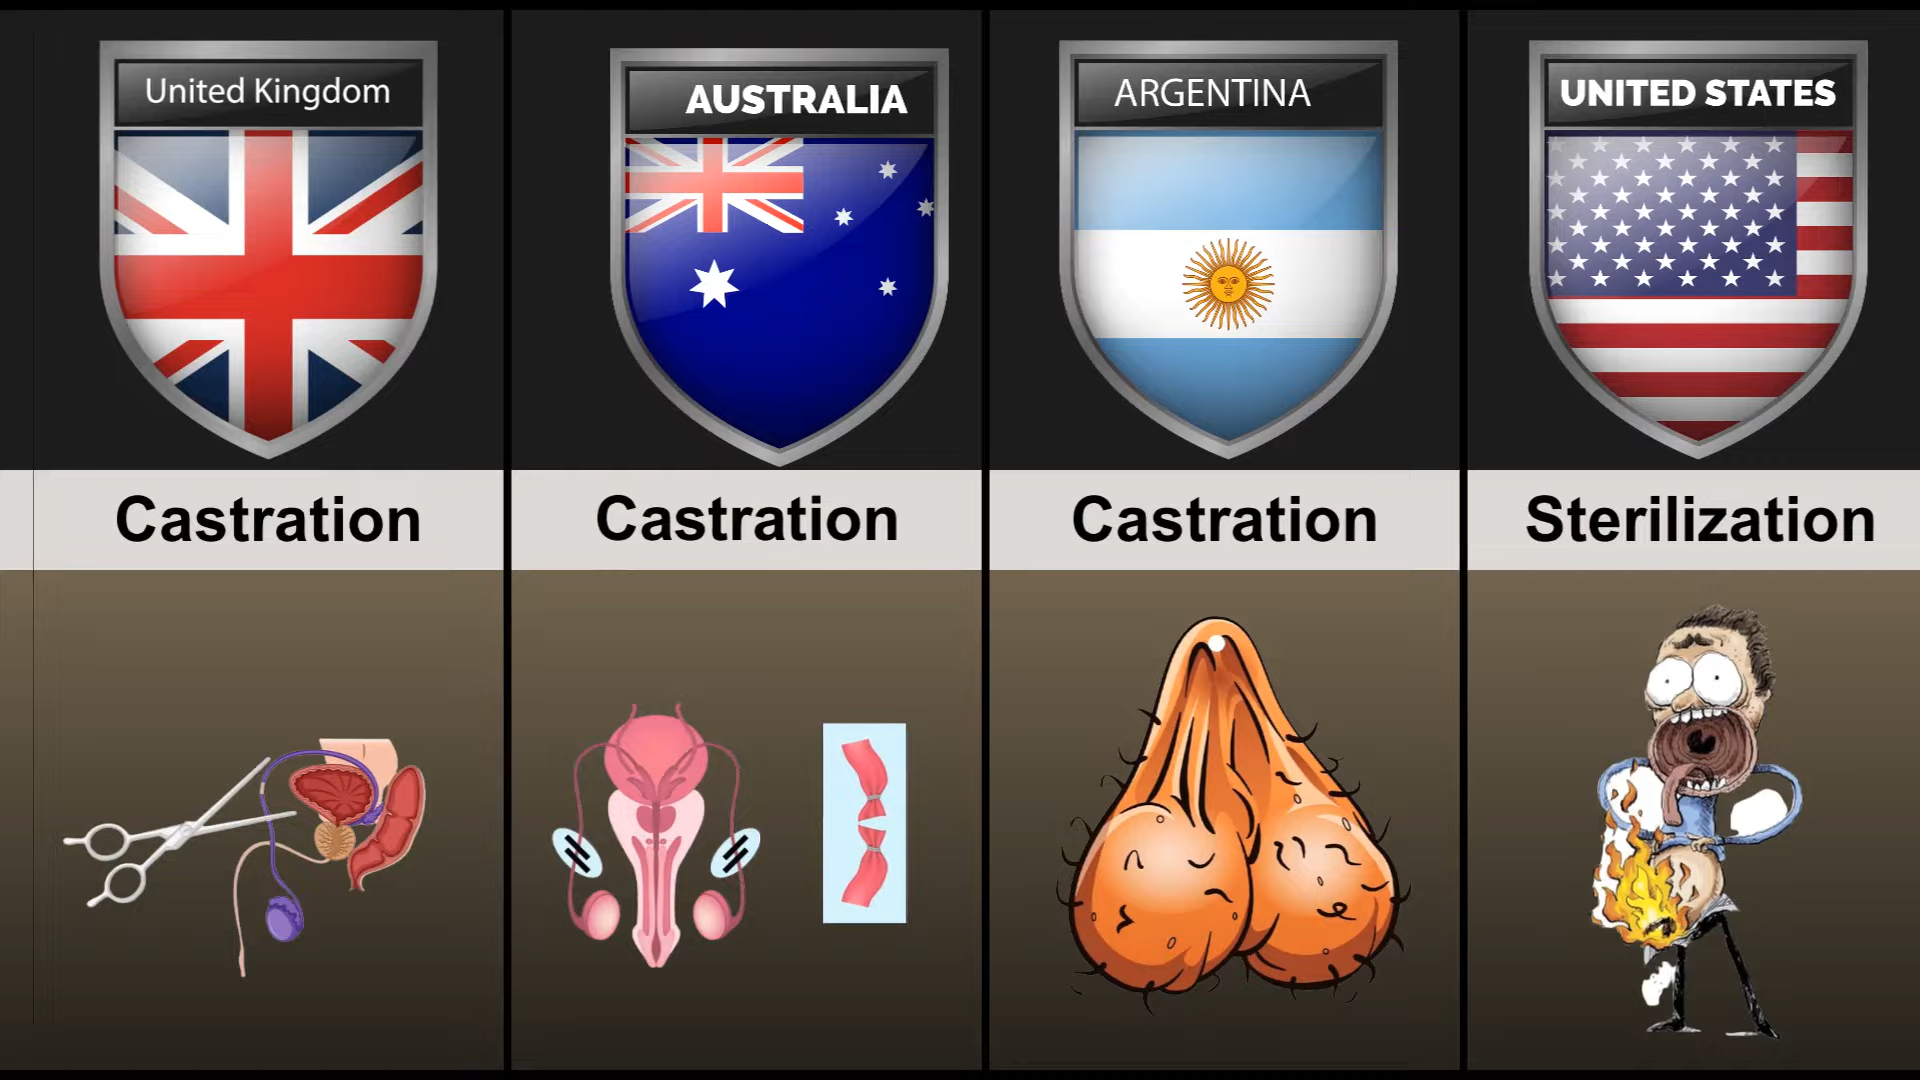 United Kingdom
AUSTRALIA
ARGENTINA
UNITED STATES
Castration
Castration
Castration
Sterilization